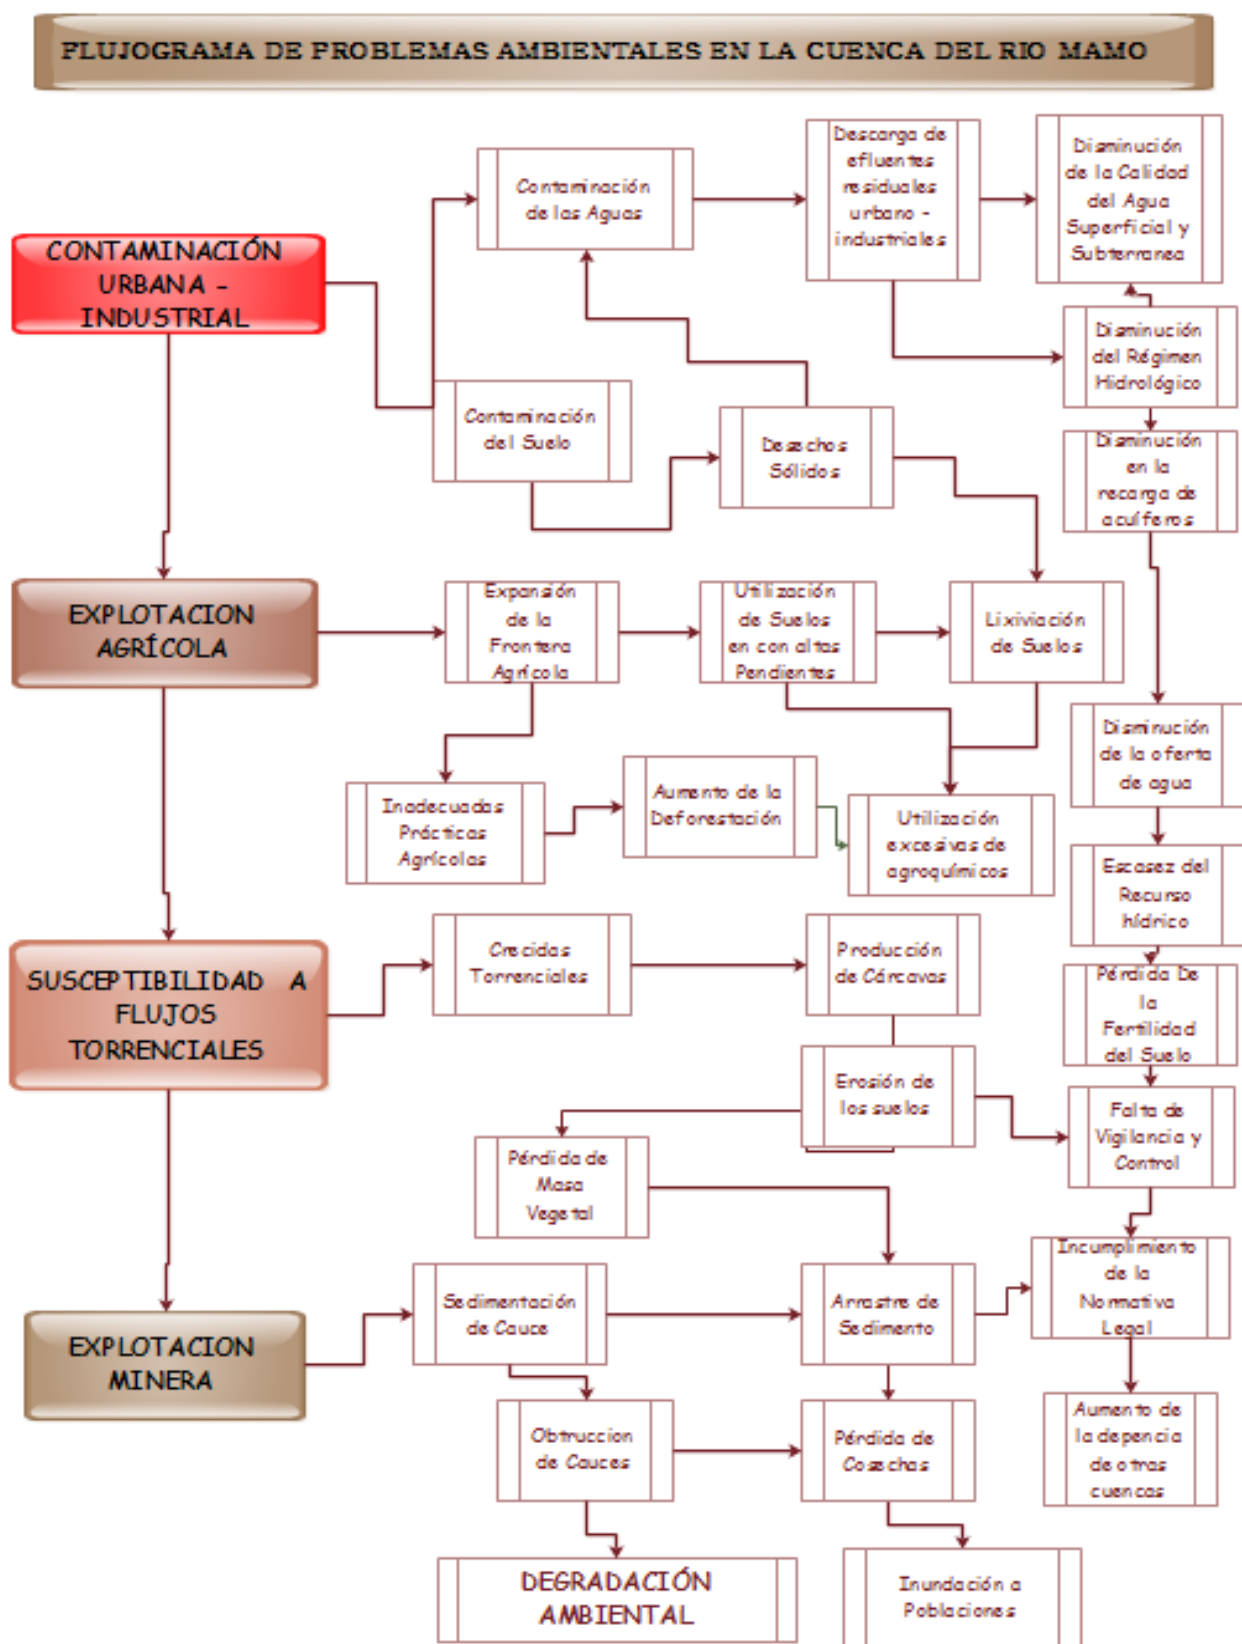 FLUJOGRAMA DE PROBLEMAS AMBIENTALES EN LA CUENCA DEL RIO MAMO
CONTAMINACIÓN
URBANA -
INDUSTRIAL
Contaminación
de las Aguas
Descarga de
efluentes
residuales
urbano -
industriales
Disminución
de la Calidad
del Agua
Superficial y
Subterranea
Disminución
del Régimen
Hidrológico
Contaminación
del Suelo
Desechos
Sólidos
Disminución
en la
recarga de
acuíferos
EXPLOTACION
AGRÍCOLA
Expansión
de la
Frontera
Agrícola
Utilización
de Suelos
en con altas
Pendientes
Lixiviación
de Suelos
Disminución
de la oferta
de agua
Inadecuadas
Prácticas
Agrícolas
Aumento de la
Deforestación
Utilización
excesivas de
agroquímicos
Escasez del
Recurso
hídrico
SUSCEPTIBILIDAD A
FLUJOS
TORRENCIALES
Crecidas
Torrenciales
Producción
de Cárcavas
Pérdida De
la
Fertilidad
del Suelo
Erosión de
los suelos
Falta de
Vigilancia y
Control
Pérdida de
Masa
Vegetal
Incumplimiento
de la
Normativa
Legal
EXPLOTACION
MINERA
Sedimentación
de Cauce
Arrastre de
Sedimento
Obtruccion
de Cauces
Pérdida de
Cosechas
Aumento de
la depencia
de otras
cuencas
DEGRADACIÓN
AMBIENTAL
Inundación a
Poblaciones